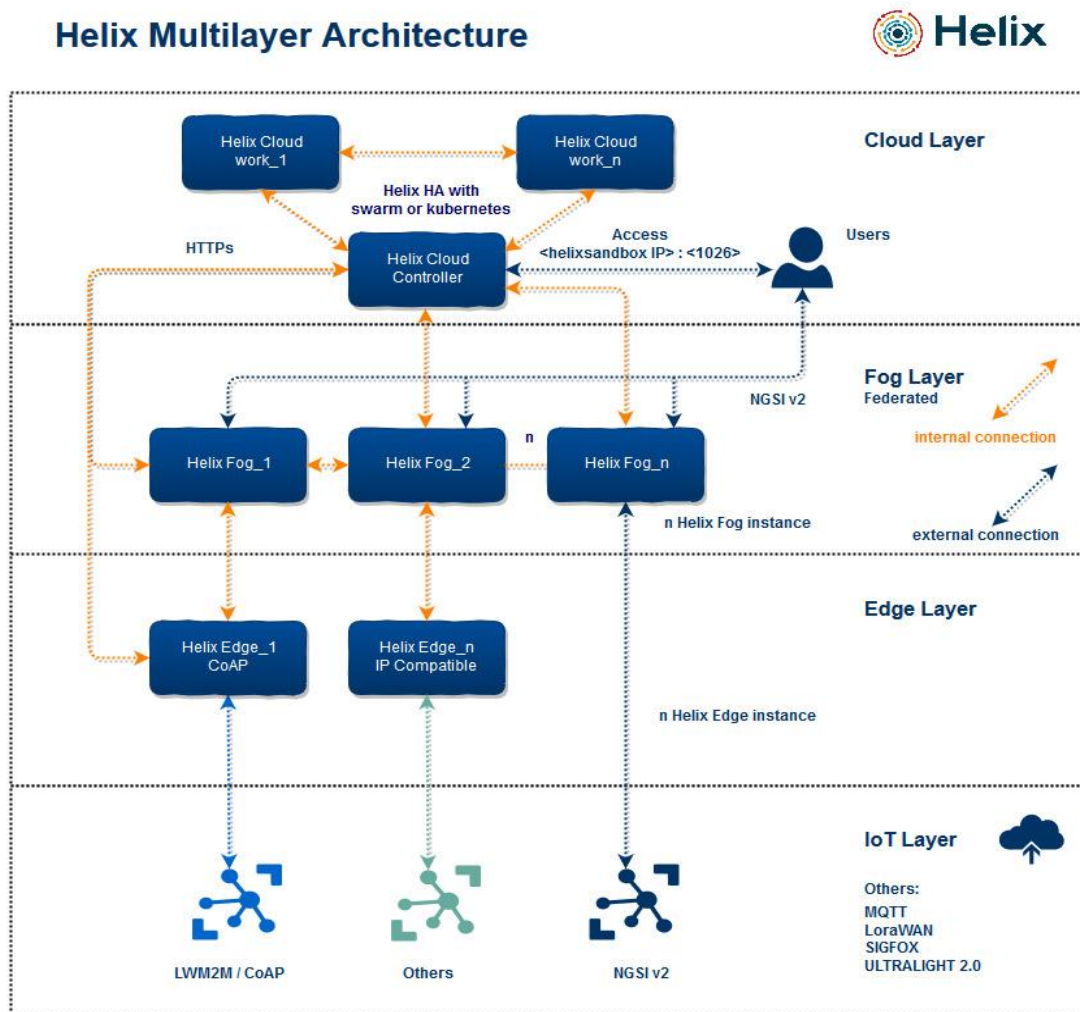 Helix Multilayer Architecture
Helix
Cloud Layer
Helix Cloud
work_1
Helix Cloud
work_n
Helix HA with
swarm or kubernetes
HTTPs
Helix Cloud
Controller
Access
<helixsandbox IP> : <1026>
Users
Fog Layer
Federated
NGSI v2
internal connection
n
Helix Fog_1
Helix Fog_2
Helix Fog_n
n Helix Fog instance
external connection
Edge Layer
Helix Edge_1
CoAP
Helix Edge_n
IP Compatible
n Helix Edge instance
IoT Layer
Others:
MQTT
LoraWAN
SIGFOX
ULTRALIGHT 2.0
LWM2M / CoAP
Others
NGSI v2